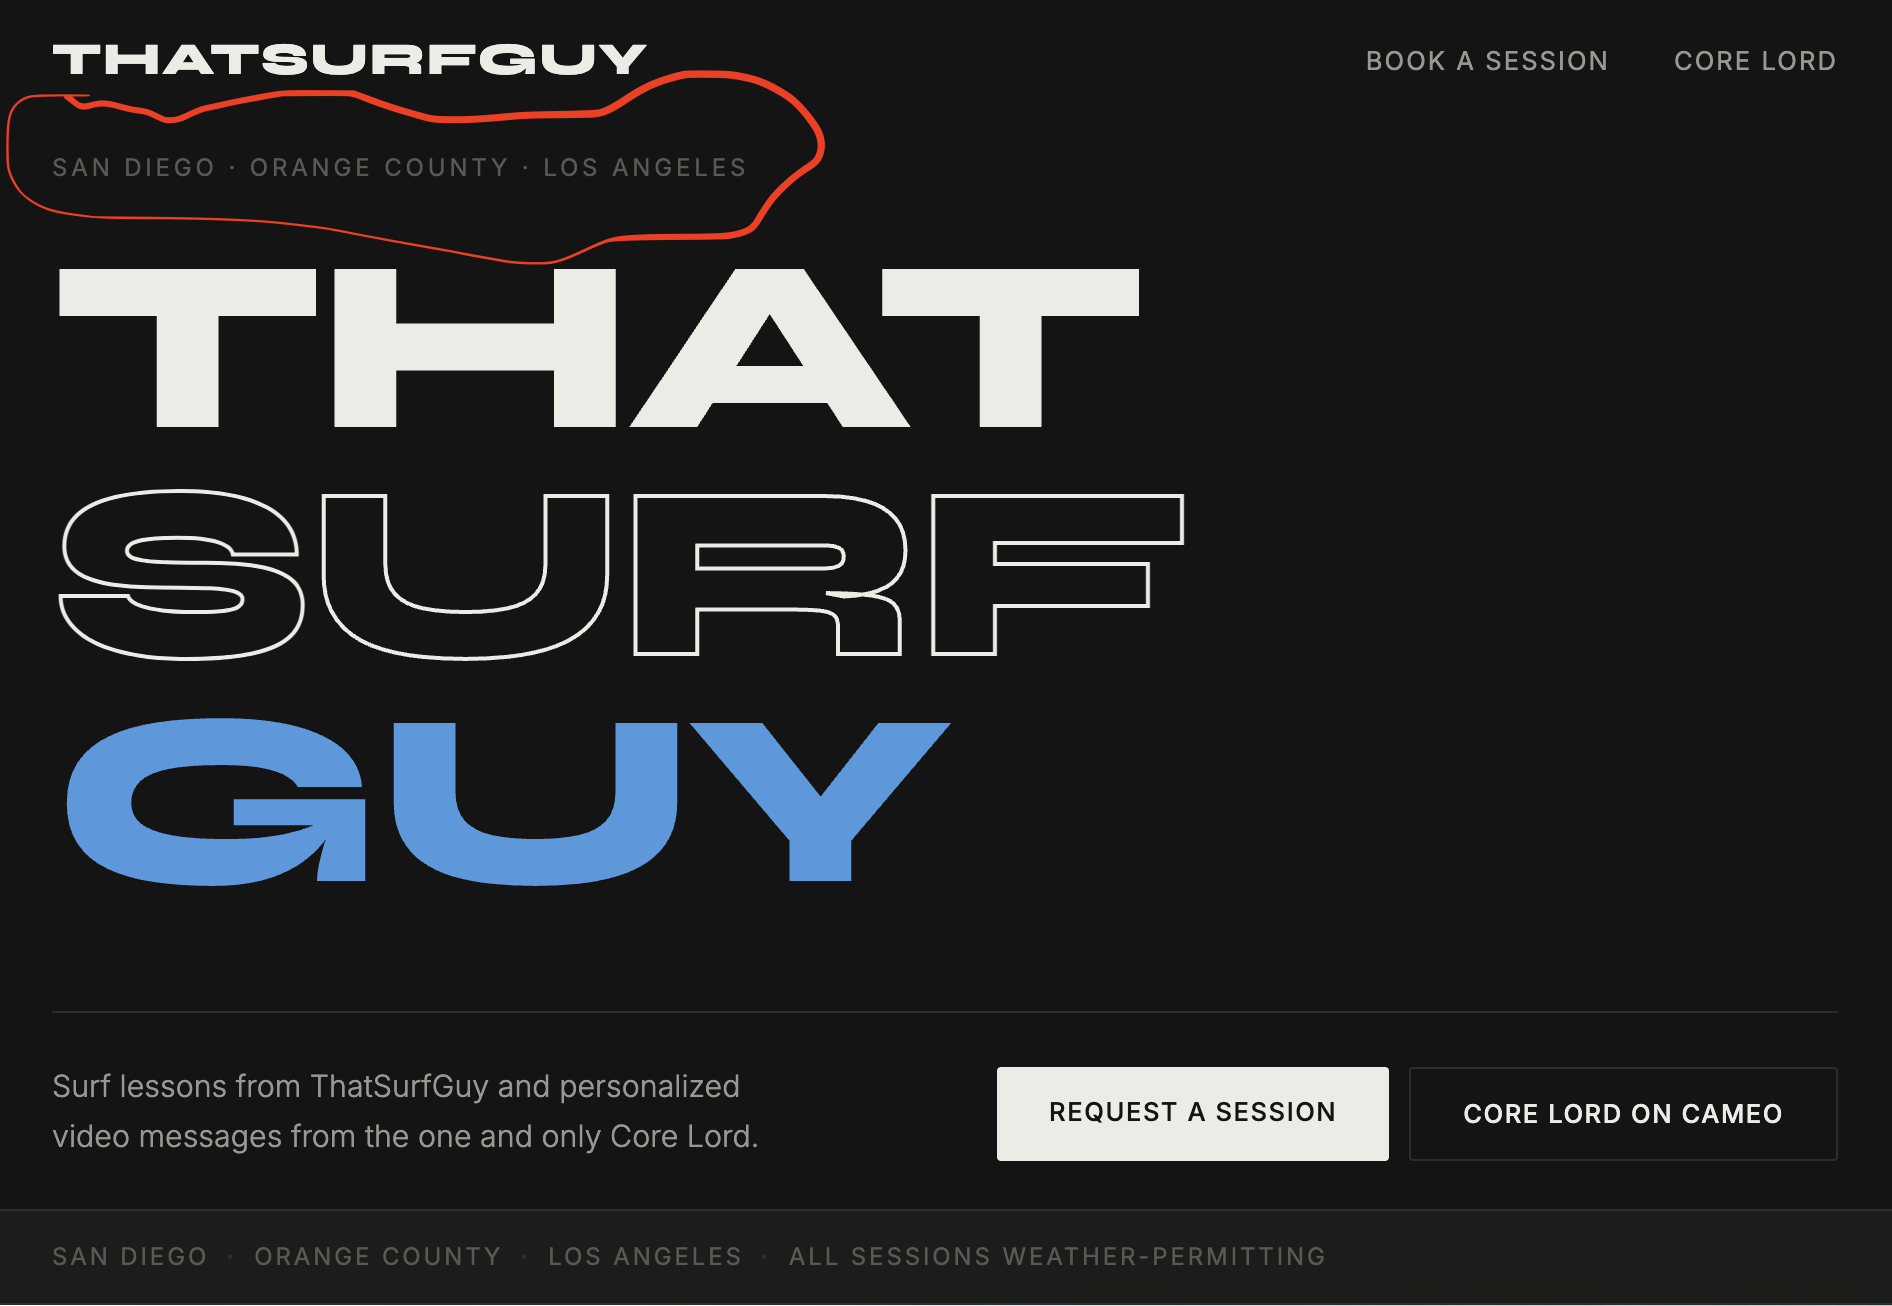 THATSURFGUY
BOOK A SESSION CORE LORD
SAN DIEGO · ORANGE COUNTY · LOS ANGELES
THAT
SURF
GUY
Surf lessons from ThatSurfGuy and personalized
video messages from the one and only Core Lord.
REQUEST A SESSION CORE LORD ON CAMEO
SAN DIEGO · ORANGE COUNTY · LOS ANGELES · ALL SESSIONS WEATHER-PERMITTING